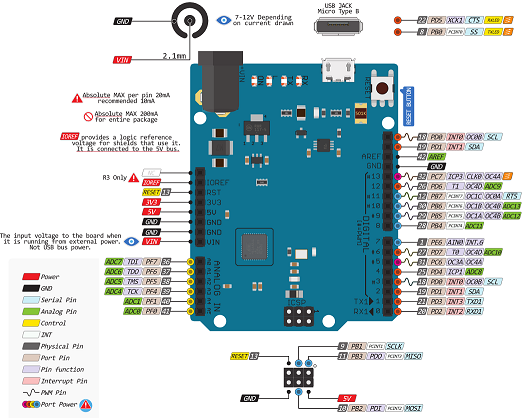 GND
7-12V Depending
on current drawn
USB JACK
Micro Type B
VIN
2.1mm
22 PD5 XCK1 CTS TXLED
8 PB0 PCINT0 SS RXLED
Absolute MAX per pin 20mA
recommended 10mA
Absolute MAX 200mA
for entire package
IOREF provides a logic reference
voltage for shields that use it.
It is connected to the 5V bus.
RESET
RESET BUTTON
R3 Only
IOREF
RESET 13
3V3
5V
GND
GND
VIN
IOREF
RESET
3V3
5V
GND
GND
VIN
The input voltage to the board when
it is running from external power.
Not USB bus power.
18 PD0 INT0 OC0B SCL
19 PD1 INT1 SDA
AREF
42 AREF
GND
GND
13 32 PC7 ICP3 CLK0 OC4A
12 26 PD6 T1 OC4D ADC9
11 12 PB7 PCINT7 OC0A OC1C RTS
10 30 PB6 PCINT6 OC1B OC4B ADC13
9 29 PB5 PCINT5 OC1A OC4B ADC12
8 28 PB4 PCINT4 ADC11
DIGITAL
7 1 PE6 AIN0 INT.6
6 27 PD7 T0 OC4D ADC10
5 31 PC6 OC3A OC4A
4 25 PD4 ICP1 ADC8
3 18 PD0 INT0 SCL
2 19 PD1 INT1 SDA
TX1 1 21 PD3 INT3 TXD1
RX1 0 20 PD2 INT2 RXD1
ANALOG IN
ADC7 TDI PF7 36
ADC6 TDO PF6 37
ADC5 TMS PF5 38
ADC4 TCK PF4 39
ADC1 PF1 40
ADC0 PF0 41
ICSP
Power
GND
Serial Pin
Analog Pin
Control
INT
Physical Pin
Port Pin
Pin function
Interrupt Pin
PWM Pin
Port Power
9 PB1 PCINT1 SCLK
RESET 13
11 PB3 PDO PCINT3 MISO
GND
5V
10 PB2 PDI PCINT2 MOSI